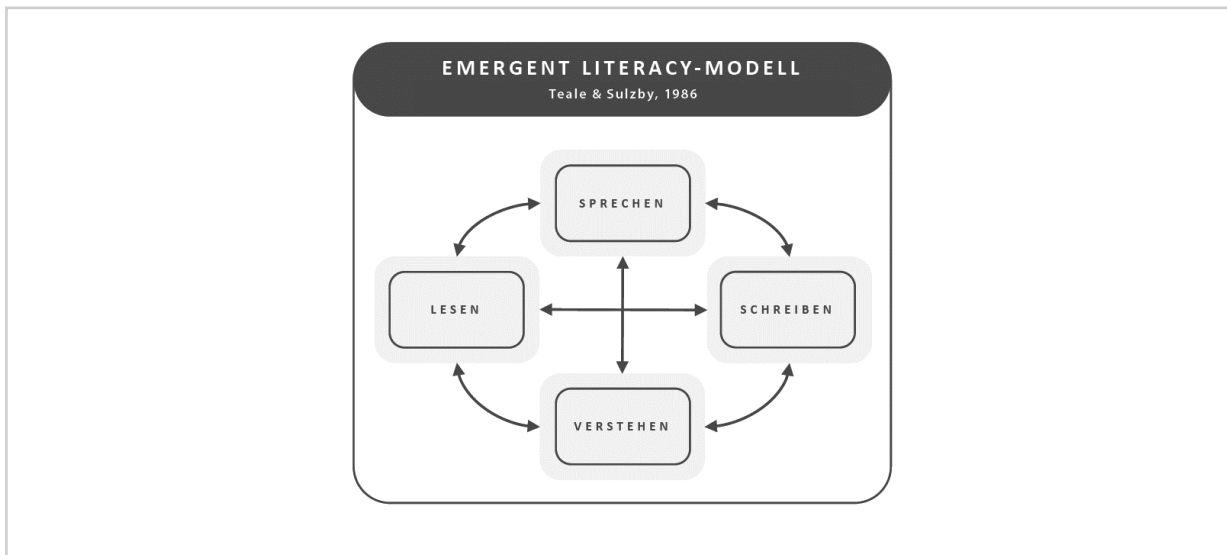 EMERGENT LITERACY-MODELL
Teale & Sulzby, 1986
SPRECHEN
LESEN
SCHREIBEN
VERSTEHEN